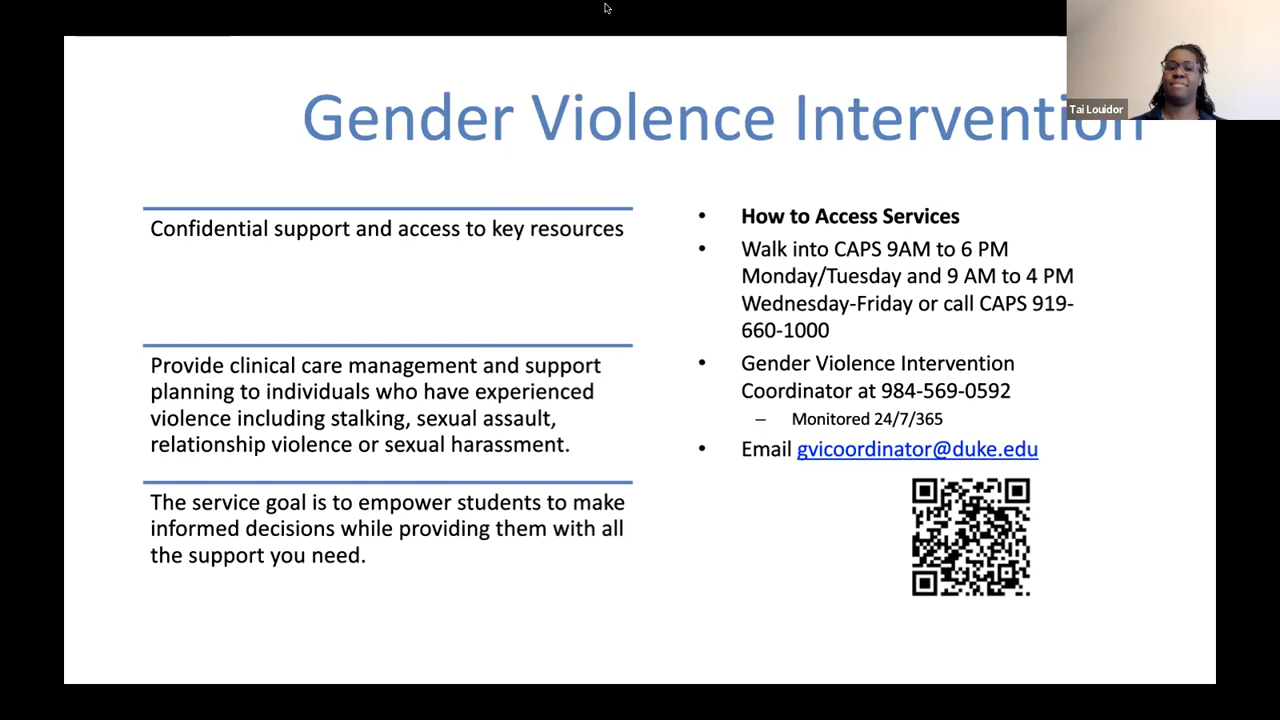 Gender Violence Intervention
Tai Louidor
Confidential support and access to key resources
Provide clinical care management and support
planning to individuals who have experienced
violence including stalking, sexual assault,
relationship violence or sexual harassment.
The service goal is to empower students to make
informed decisions while providing them with all
the support you need.
• How to Access Services
• Walk into CAPS 9AM to 6 PM
Monday/Tuesday and 9 AM to 4 PM
Wednesday-Friday or call CAPS 919-
660-1000
• Gender Violence Intervention
Coordinator at 984-569-0592
– Monitored 24/7/365
• Email gvicoordinator@duke.edu